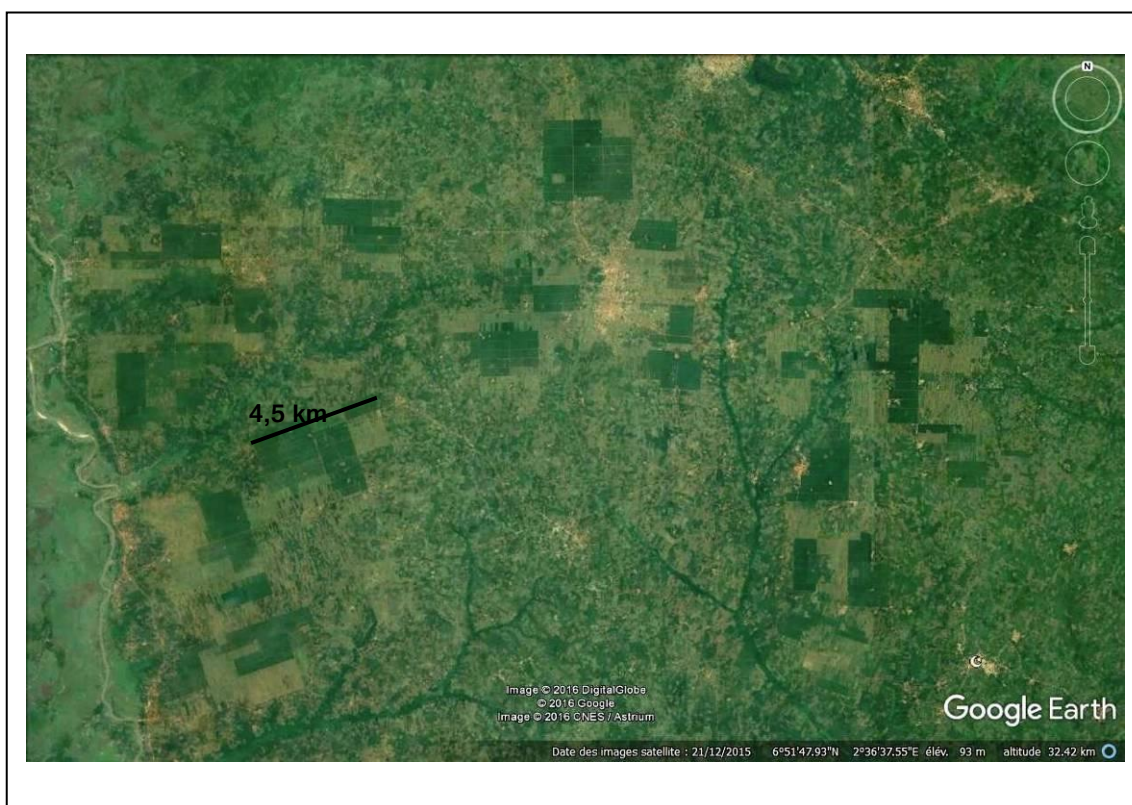 N
4,5 km
Image © 2016 DigitalGlobe
© 2016 Google
Image © 2016 CNES / Astrium
Google Earth
Date des images satellite : 21/12/2015 6°51'47.93"N 2°36'37.55"E élév. 93 m altitude 32.42 km